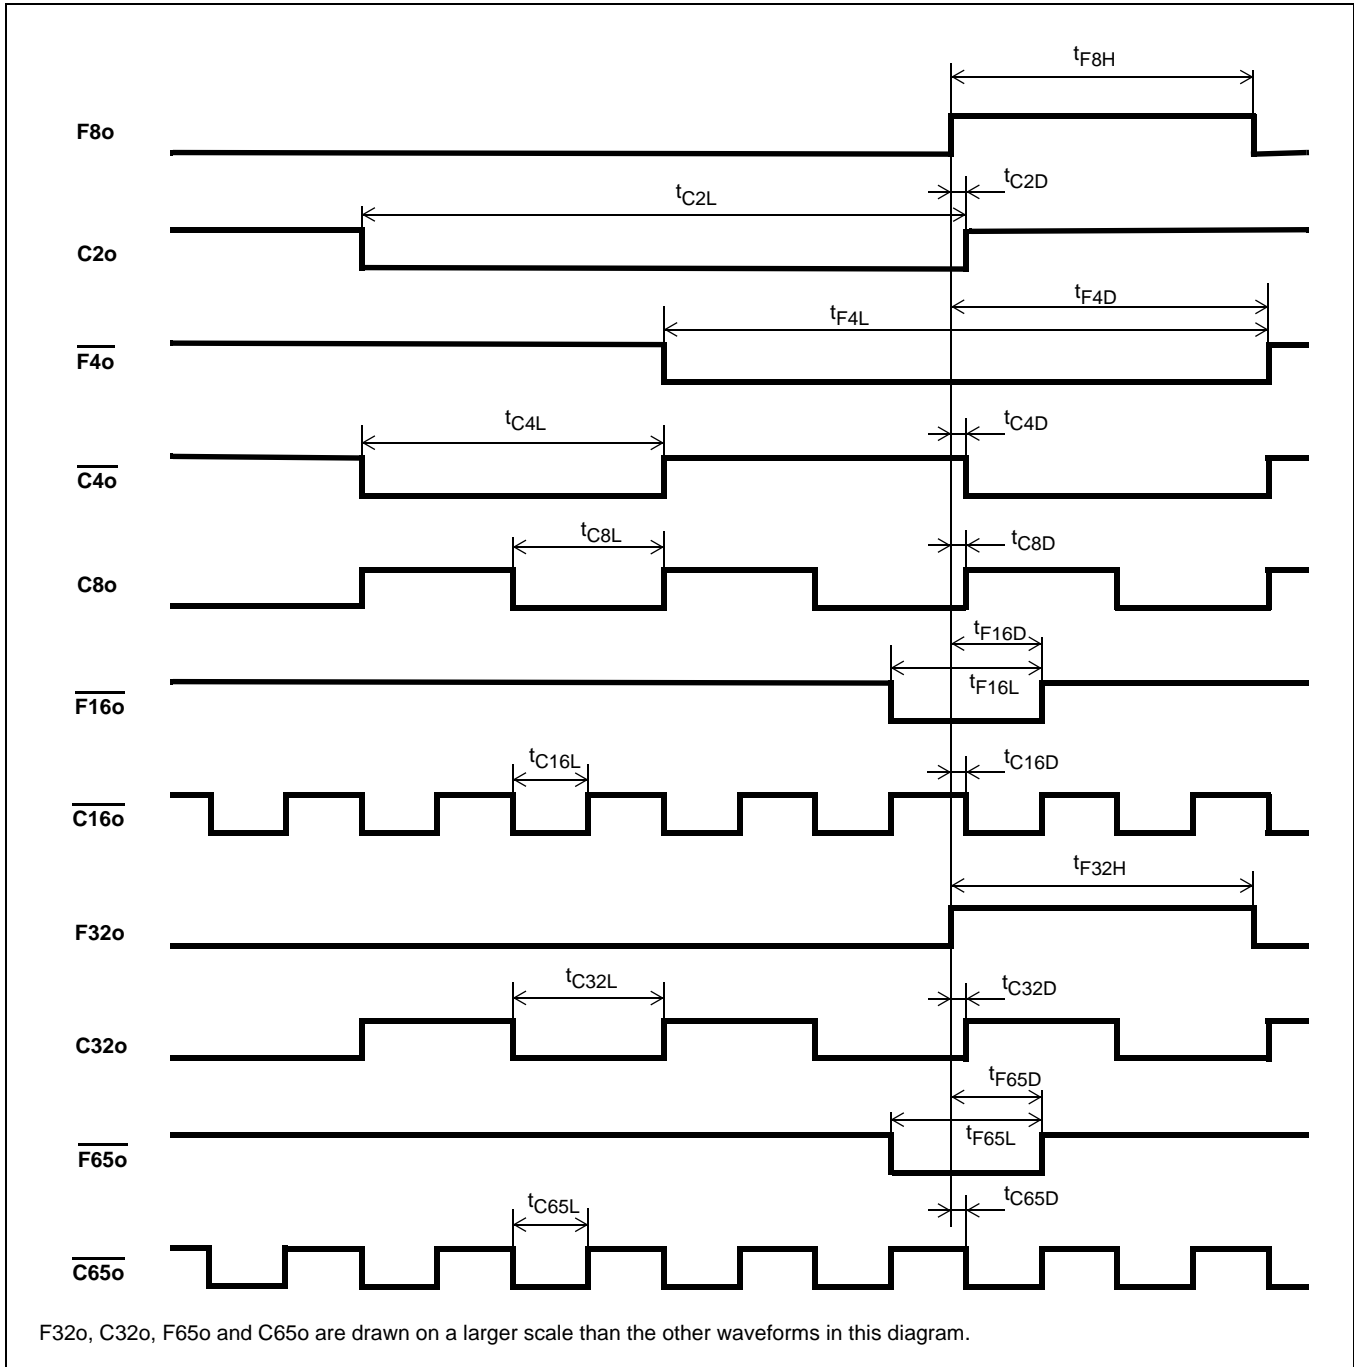 tF8H
F8o
tC2D
tC2L
C2o
tF4D
tF4L
F4o
tC4L
tC4D
C4o
tC8L
tC8D
C8o
tF16D
tF16L
F16o
tC16L
tC16D
C16o
tF32H
F32o
tC32L
tC32D
C32o
tF65D
tF65L
F65o
tC65L
tC65D
C65o
F32o, C32o, F65o and C65o are drawn on a larger scale than the other waveforms in this diagram.